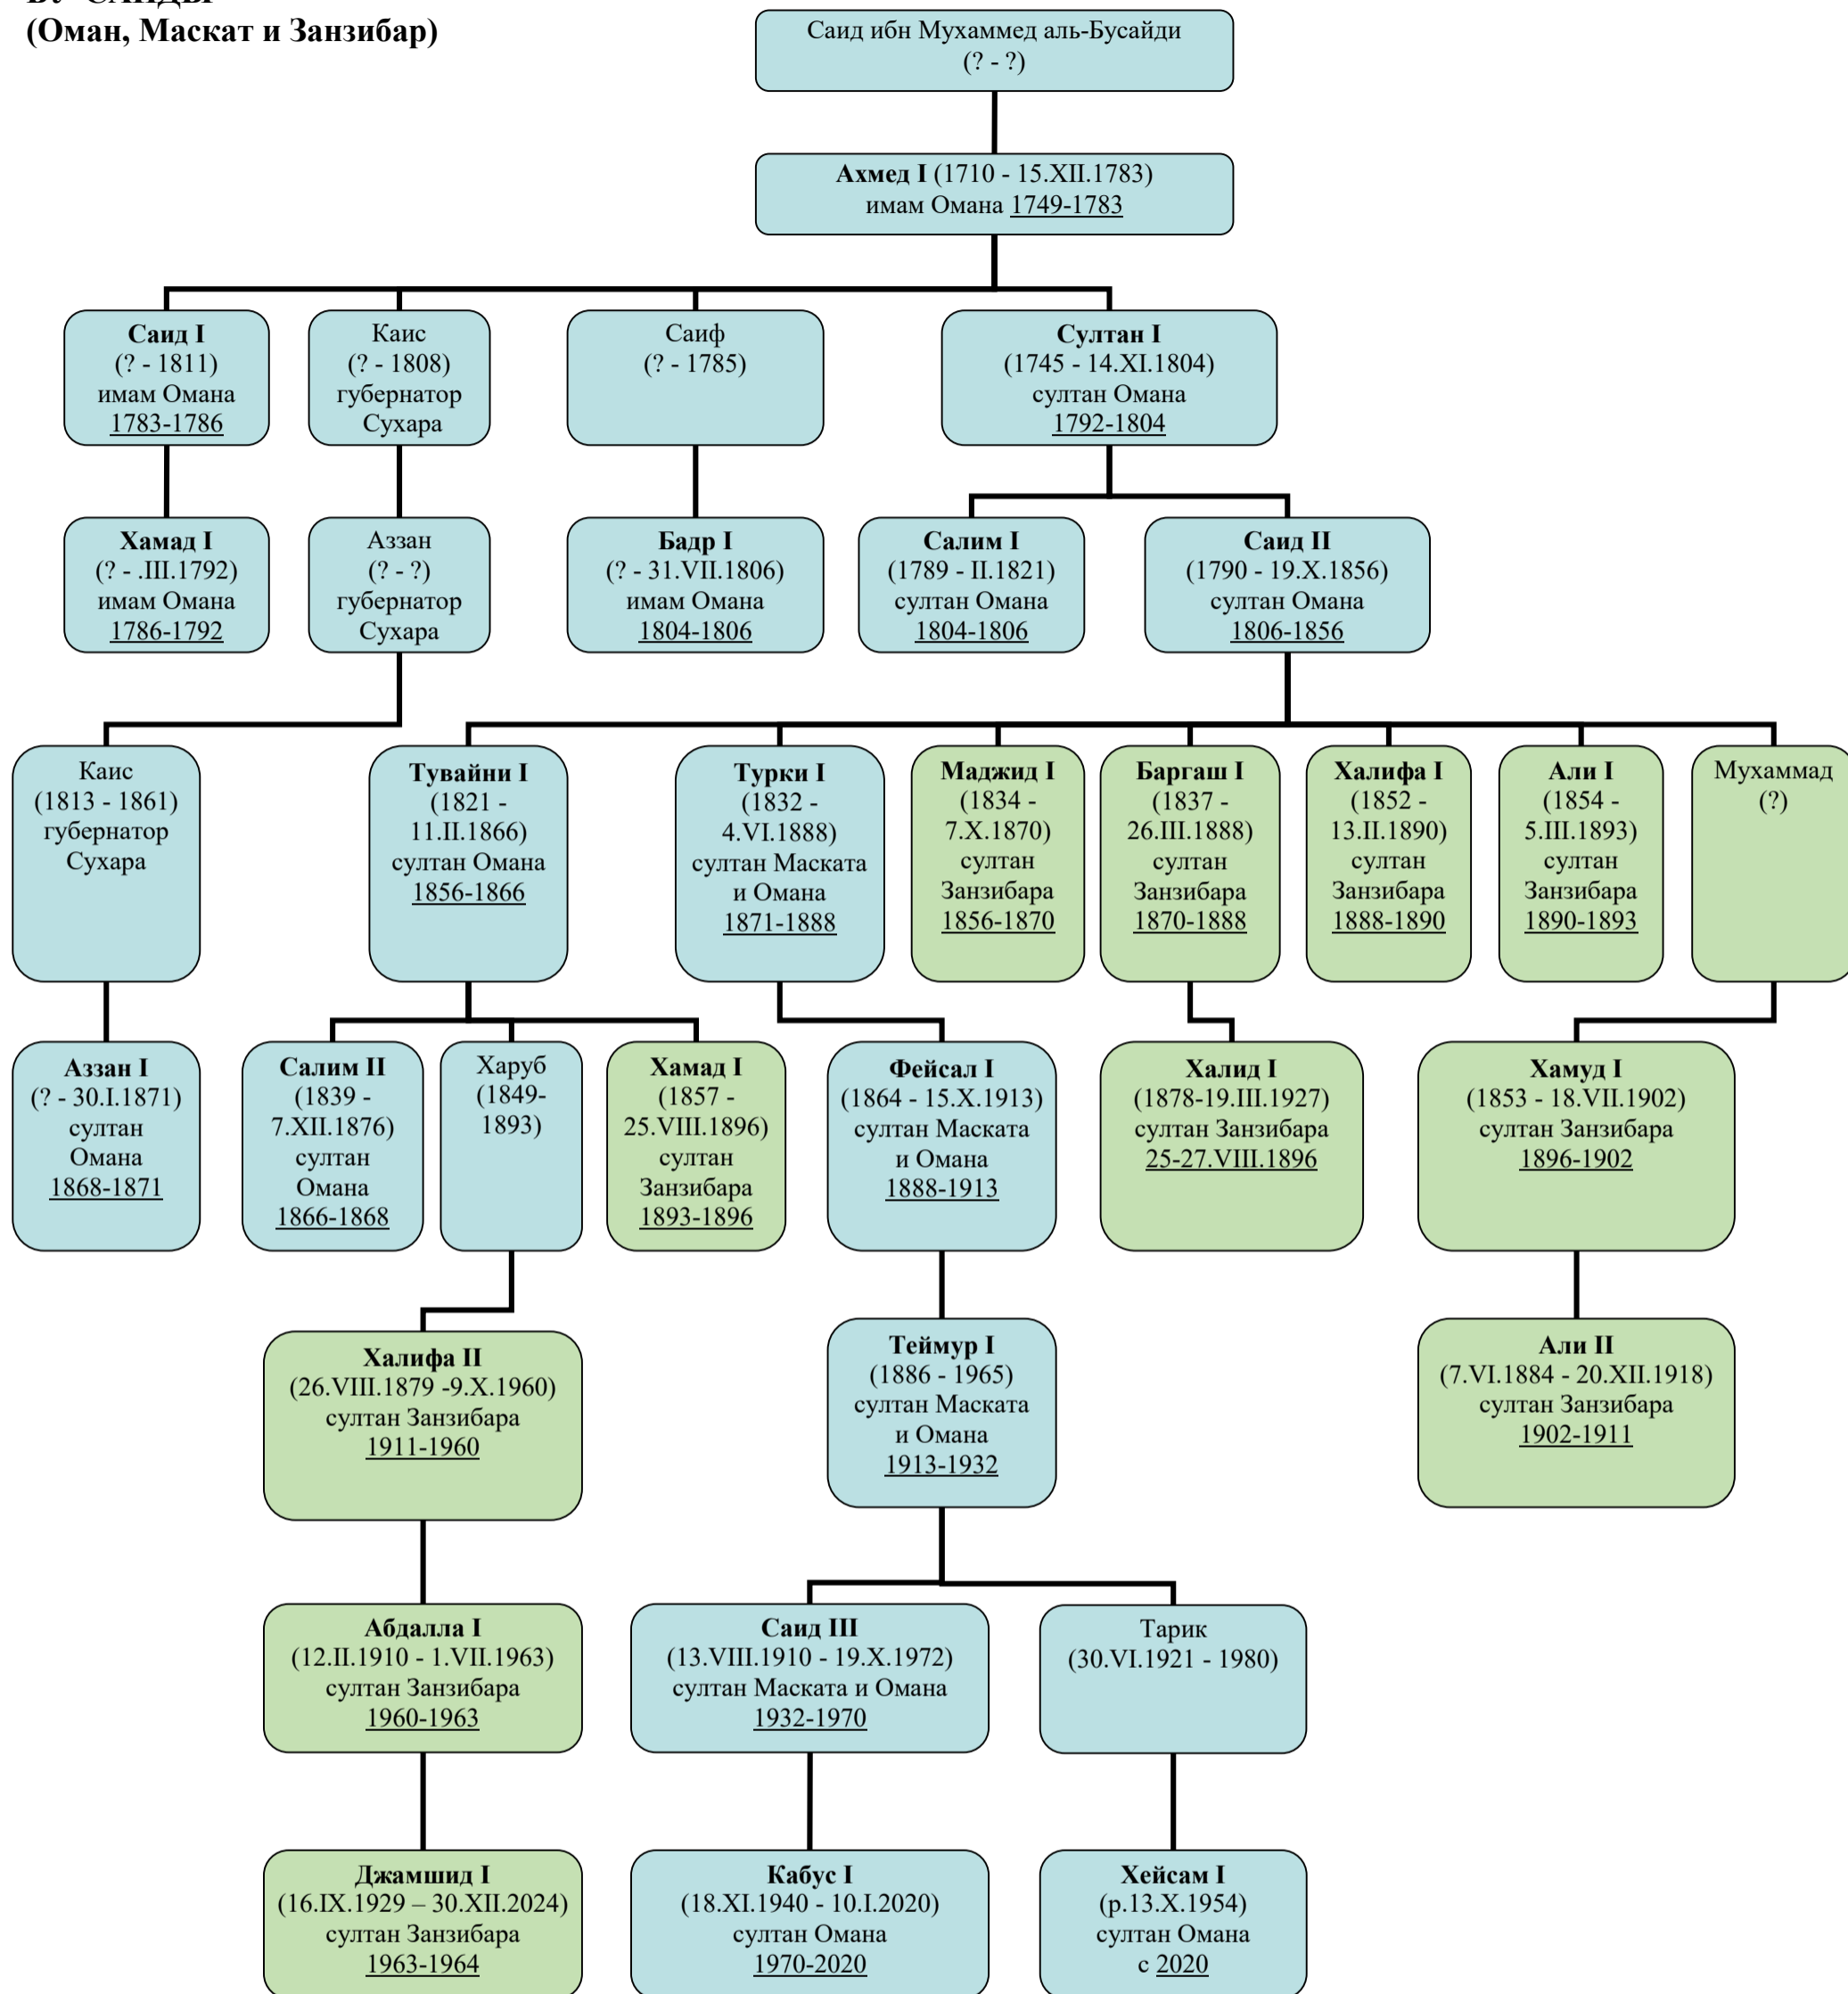 (Оман, Маскат и Занзибар)
Саид ибн Мухаммед аль-Бусайди
(? - ?)
Ахмед I (1710 - 15.XII.1783)
имам Омана 1749-1783
Саид I
(? - 1811)
имам Омана
1783-1786
Каис
(? - 1808)
губернатор
Сухара
Саиф
(? - 1785)
Султан I
(1745 - 14.XI.1804)
султан Омана
1792-1804
Хамад I
(? - .III.1792)
имам Омана
1786-1792
Аззан
(? - ?)
губернатор
Сухара
Бадр I
(? - 31.VII.1806)
имам Омана
1804-1806
Салим I
(1789 - II.1821)
султан Омана
1804-1806
Саид II
(1790 - 19.X.1856)
султан Омана
1806-1856
Каис
(1813 - 1861)
губернатор
Сухара
Тувайни I
(1821 -
11.II.1866)
султан Омана
1856-1866
Турки I
(1832 -
4.VI.1888)
султан Маската
и Омана
1871-1888
Маджид I
(1834 -
7.X.1870)
султан
Занзибара
1856-1870
Баргаш I
(1837 -
26.III.1888)
султан
Занзибара
1870-1888
Халифа I
(1852 -
13.II.1890)
султан
Занзибара
1888-1890
Али I
(1854 -
5.III.1893)
султан
Занзибара
1890-1893
Мухаммад
(?)
Аззан I
(? - 30.I.1871)
султан
Омана
1868-1871
Салим II
(1839 -
7.XII.1876)
султан
Омана
1866-1868
Харуб
(1849-
1893)
Хамад I
(1857 -
25.VIII.1896)
султан
Занзибара
1893-1896
Фейсал I
(1864 - 15.X.1913)
султан Маската
и Омана
1888-1913
Халид I
(1878-19.III.1927)
султан Занзибара
25-27.VIII.1896
Хамуд I
(1853 - 18.VII.1902)
султан Занзибара
1896-1902
Халифа II
(26.VIII.1879 -9.X.1960)
султан Занзибара
1911-1960
Теймур I
(1886 - 1965)
султан Маската
и Омана
1913-1932
Али II
(7.VI.1884 - 20.XII.1918)
султан Занзибара
1902-1911
Абдалла I
(12.II.1910 - 1.VII.1963)
султан Занзибара
1960-1963
Саид III
(13.VIII.1910 - 19.X.1972)
султан Маската и Омана
1932-1970
Тарик
(30.VI.1921 - 1980)
Джамшид I
(16.IX.1929 – 30.XII.2024)
султан Занзибара
1963-1964
Кабус I
(18.XI.1940 - 10.I.2020)
султан Омана
1970-2020
Хейсам I
(р.13.X.1954)
султан Омана
с 2020